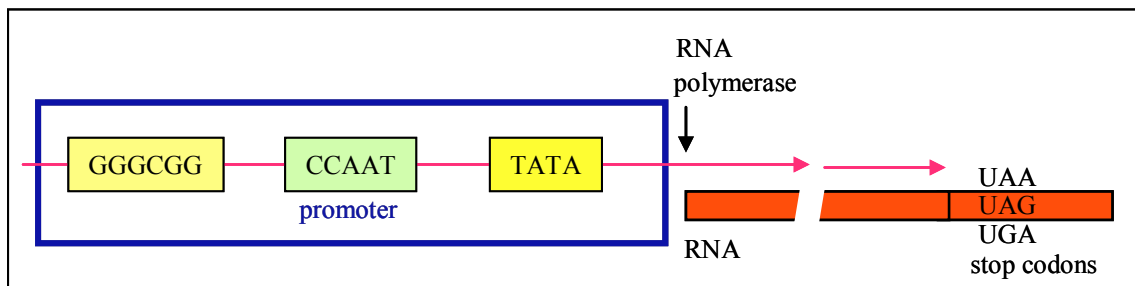 RNA
polymerase
GGGCGG
CCAAT
TATA
promoter
UAA
UAG
UGA
stop codons
RNA